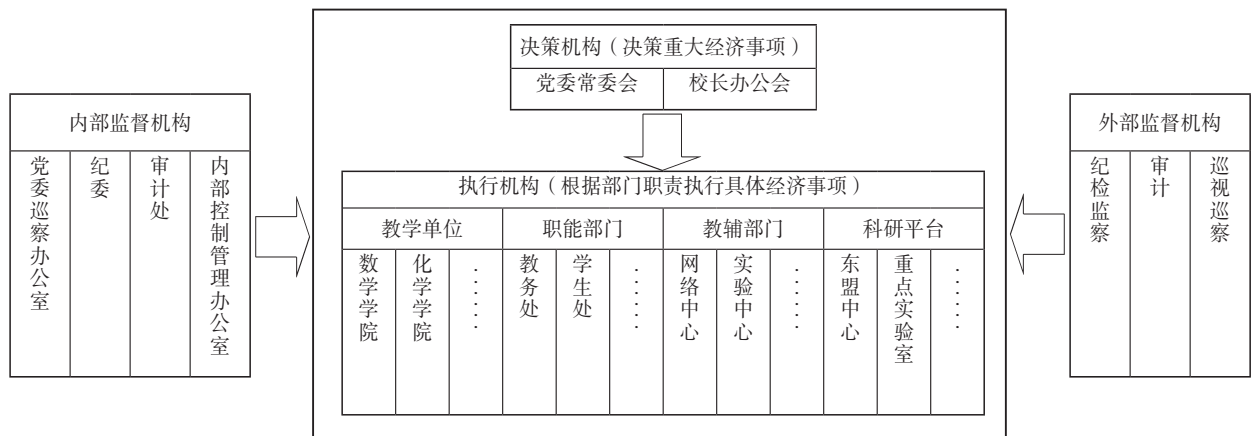 决策机构（决策重大经济事项）
党委常委会
校长办公会
内部监督机构
党委巡察办公室
纪委
审计处
内部控制管理办公室
执行机构（根据部门职责执行具体经济事项）
教学单位
职能部门
教辅部门
科研平台
数学学院
化学学院
……
教务处
学生处
……
网络中心
实验中心
……
东盟中心
重点实验室
……
外部监督机构
纪检监察
审计
巡视巡察